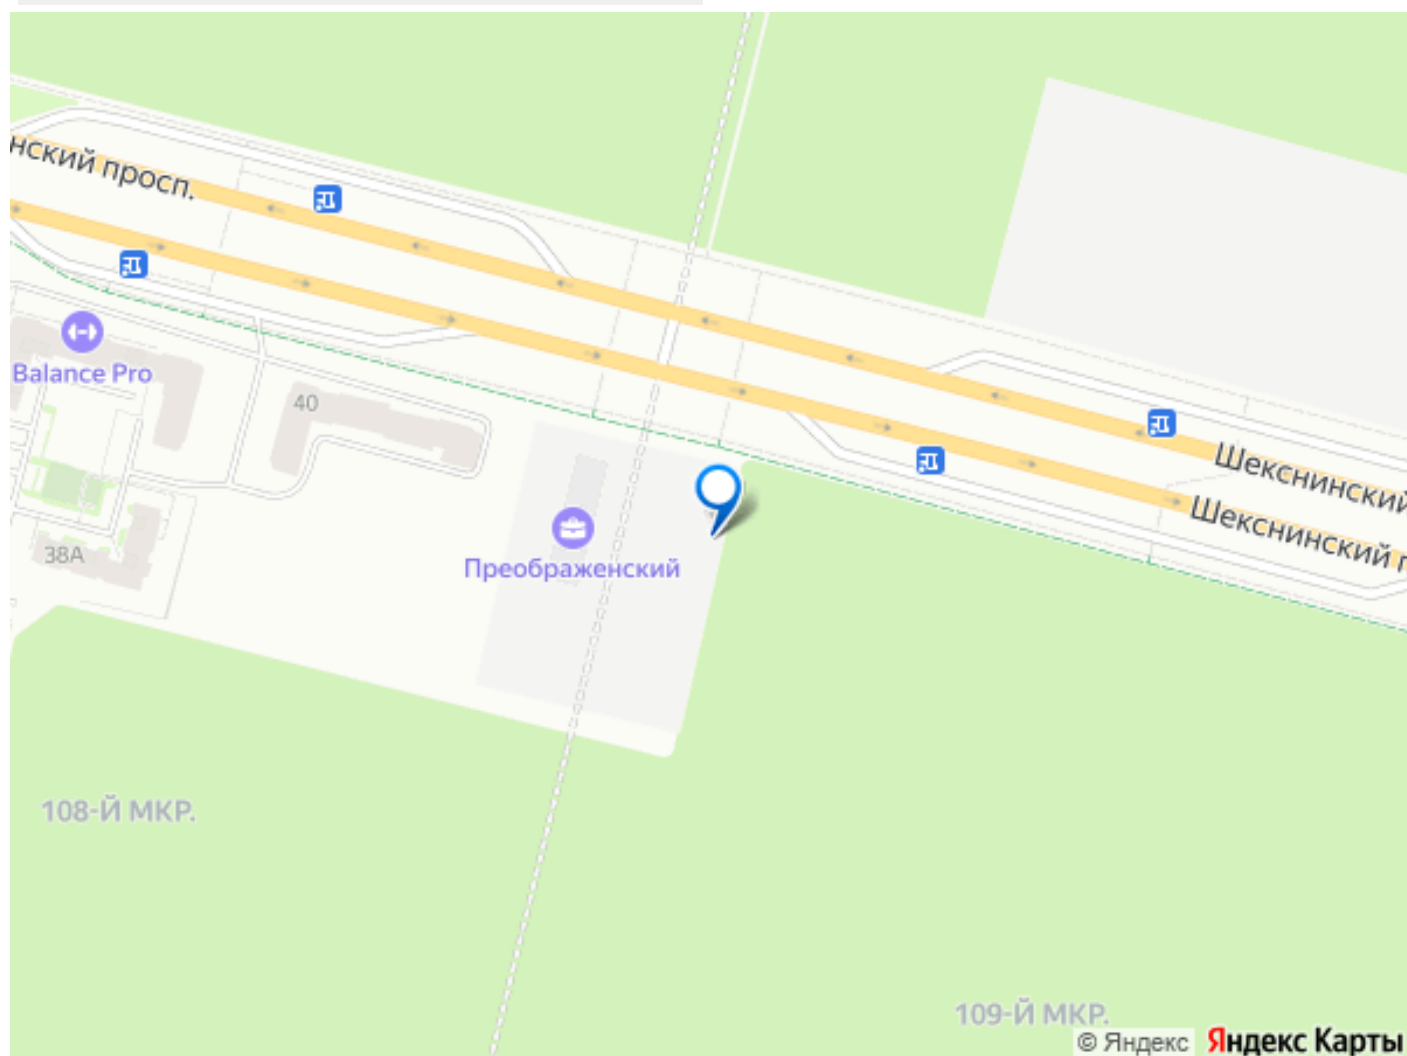 нский просп.
Balance Pro
40
Шекснинский
Шекснинский п
38А
Преображенский
108-Й МКР.
109-Й МКР.
© Яндекс Яндекс Карты